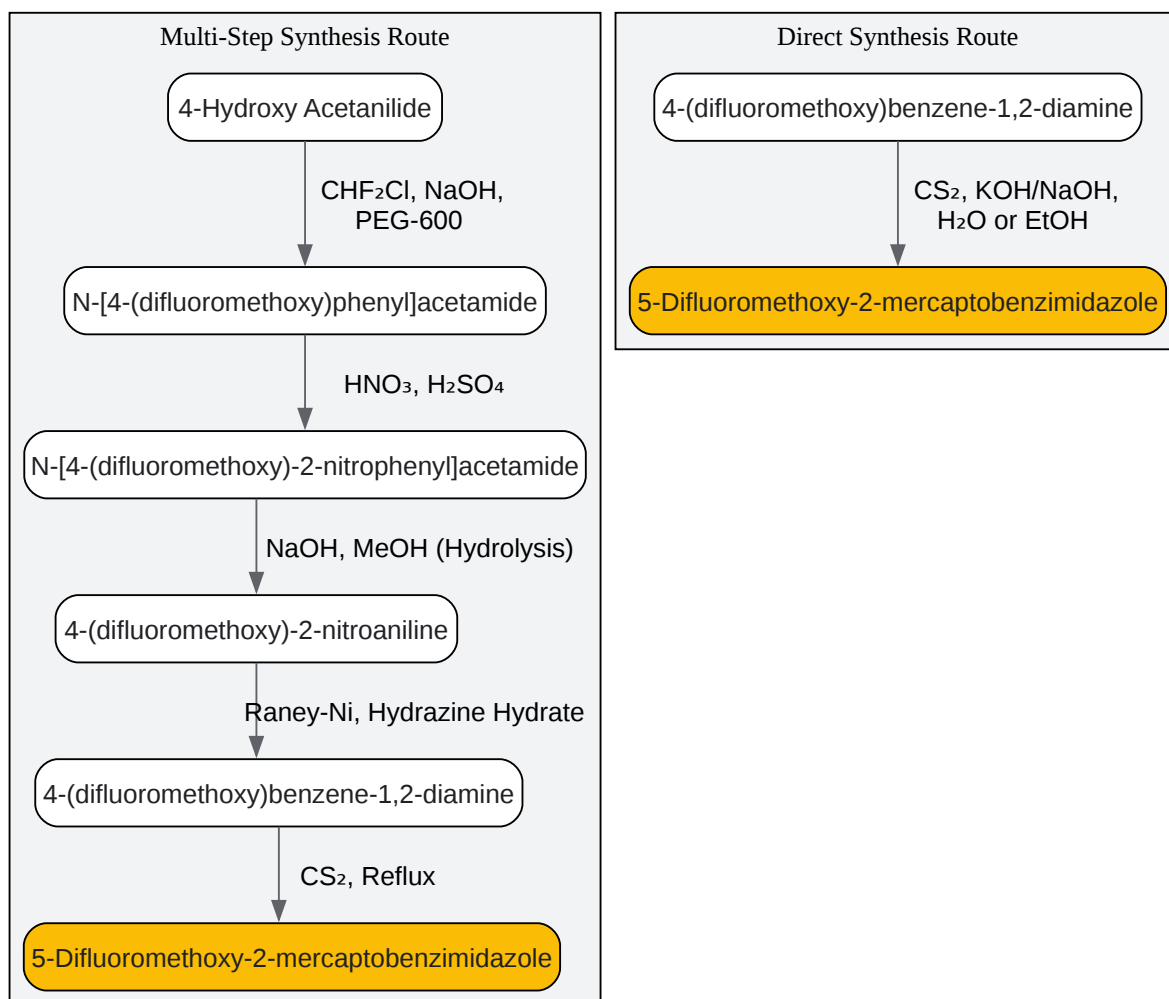 Multi-Step Synthesis Route
4-Hydroxy Acetanilide
CHF₂Cl, NaOH,
PEG-600
N-[4-(difluoromethoxy)phenyl]acetamide
HNO₃, H₂SO₄
N-[4-(difluoromethoxy)-2-nitrophenyl]acetamide
NaOH, MeOH (Hydrolysis)
4-(difluoromethoxy)-2-nitroaniline
Raney-Ni, Hydrazine Hydrate
4-(difluoromethoxy)benzene-1,2-diamine
CS₂, Reflux
5-Difluoromethoxy-2-mercaptobenzimidazole
Direct Synthesis Route
4-(difluoromethoxy)benzene-1,2-diamine
CS₂, KOH/NaOH,
H₂O or EtOH
5-Difluoromethoxy-2-mercaptobenzimidazole